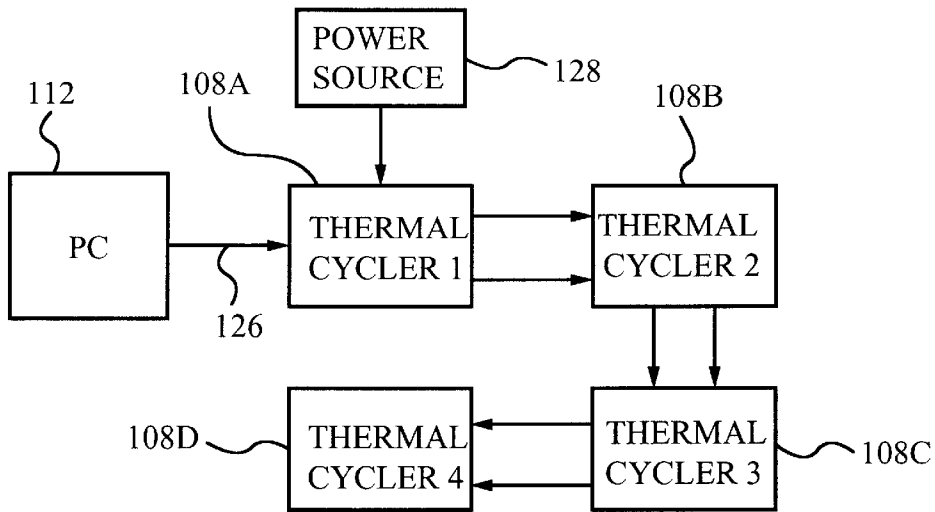 POWER
SOURCE
128
108A
108B
112
PC
THERMAL
CYCLER 1
THERMAL
CYCLER 2
126
108D
THERMAL
CYCLER 4
THERMAL
CYCLER 3
108C